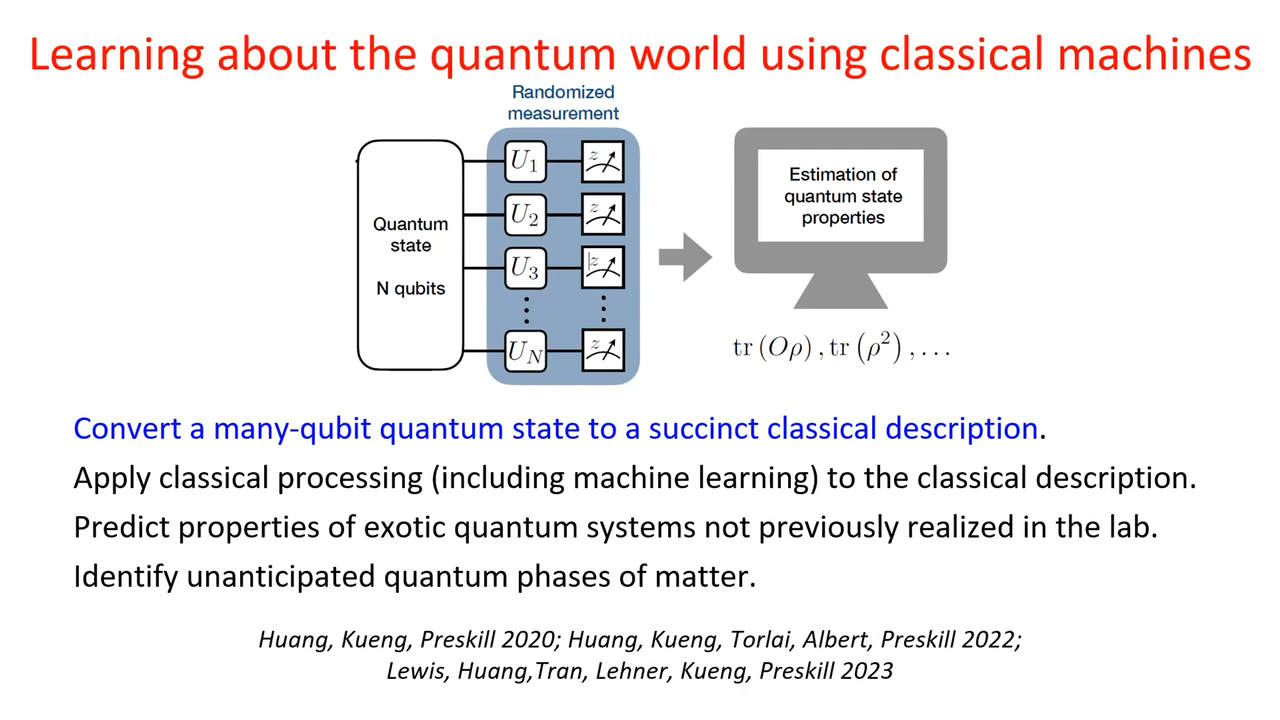 Learning about the quantum world using classical machines
Randomized
measurement
Quantum
state
N qubits
U₁
z
U₂
z
U₃
z
⋮
⋮
U_N
z
Estimation of
quantum state
properties
tr (Oρ) , tr (ρ²) , . . .
Convert a many-qubit quantum state to a succinct classical description.
Apply classical processing (including machine learning) to the classical description.
Predict properties of exotic quantum systems not previously realized in the lab.
Identify unanticipated quantum phases of matter.
Huang, Kueng, Preskill 2020; Huang, Kueng, Torlai, Albert, Preskill 2022;
Lewis, Huang,Tran, Lehner, Kueng, Preskill 2023